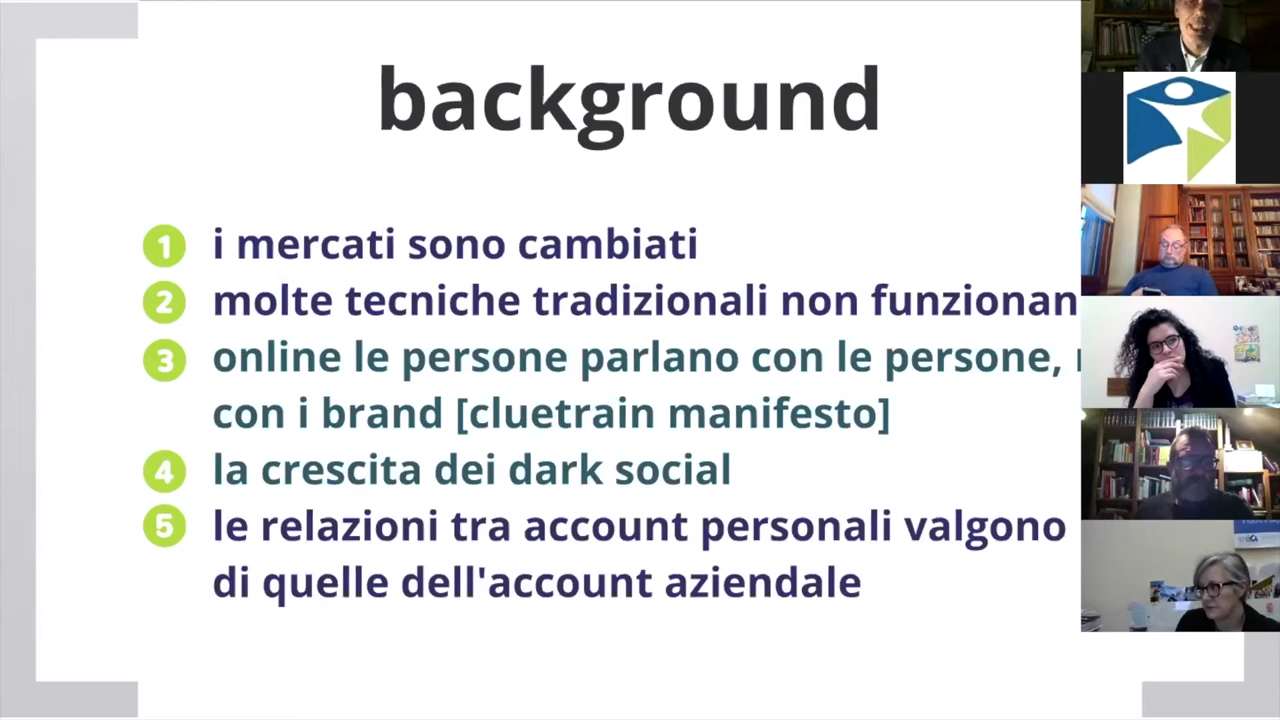 background
1 i mercati sono cambiati
2 molte tecniche tradizionali non funzionan
3 online le persone parlano con le persone,
con i brand [cluetrain manifesto]
4 la crescita dei dark social
5 le relazioni tra account personali valgono
di quelle dell'account aziendale